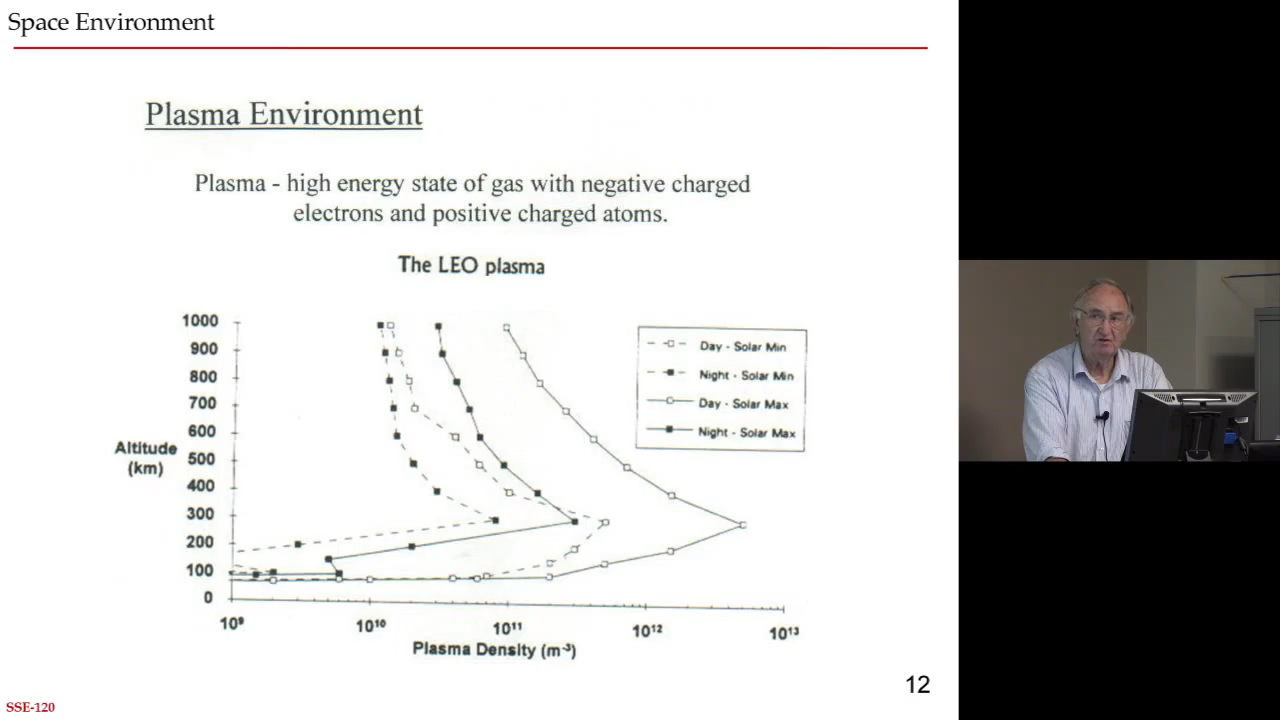 Space Environment
Plasma Environment
Plasma - high energy state of gas with negative charged
electrons and positive charged atoms.
The LEO plasma
1000
900
800
700
600
500
400
300
200
100
0
Altitude
(km)
Day - Solar Min
Night - Solar Min
Day - Solar Max
Night - Solar Max
10⁹
10¹⁰
10¹¹
10¹²
10¹³
Plasma Density (m⁻³)
12
SSE-120